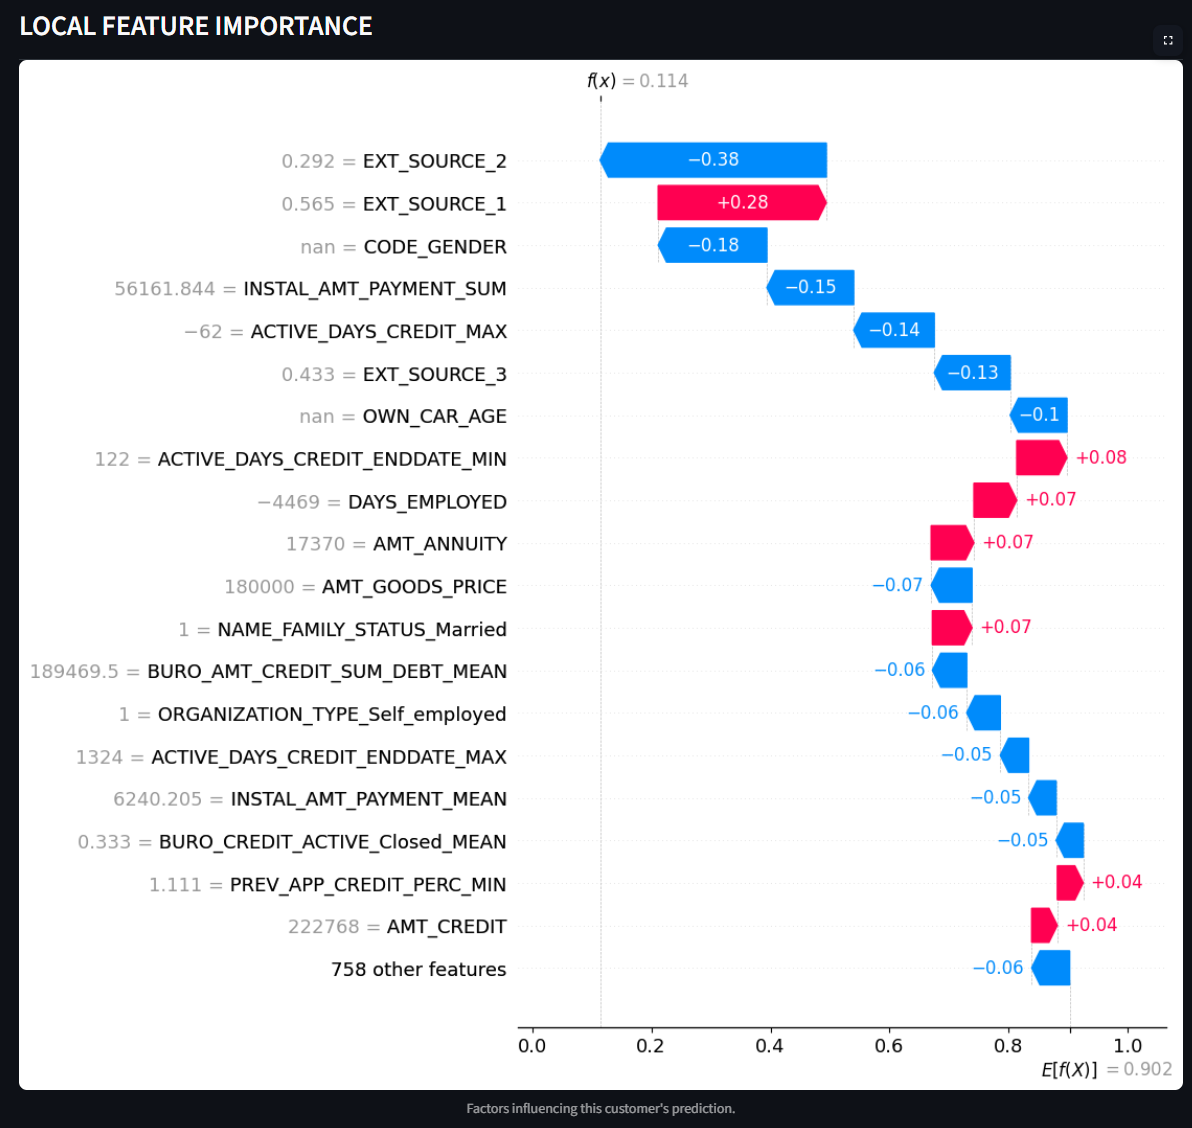 LOCAL FEATURE IMPORTANCE
f(x) = 0.114
0.292 = EXT_SOURCE_2 −0.38
0.565 = EXT_SOURCE_1 +0.28
nan = CODE_GENDER −0.18
56161.844 = INSTAL_AMT_PAYMENT_SUM −0.15
−62 = ACTIVE_DAYS_CREDIT_MAX −0.14
0.433 = EXT_SOURCE_3 −0.13
nan = OWN_CAR_AGE −0.1
122 = ACTIVE_DAYS_CREDIT_ENDDATE_MIN +0.08
−4469 = DAYS_EMPLOYED +0.07
17370 = AMT_ANNUITY +0.07
180000 = AMT_GOODS_PRICE −0.07
1 = NAME_FAMILY_STATUS_Married +0.07
189469.5 = BURO_AMT_CREDIT_SUM_DEBT_MEAN −0.06
1 = ORGANIZATION_TYPE_Self_employed −0.06
1324 = ACTIVE_DAYS_CREDIT_ENDDATE_MAX −0.05
6240.205 = INSTAL_AMT_PAYMENT_MEAN −0.05
0.333 = BURO_CREDIT_ACTIVE_Closed_MEAN −0.05
1.111 = PREV_APP_CREDIT_PERC_MIN +0.04
222768 = AMT_CREDIT +0.04
758 other features −0.06
0.0 0.2 0.4 0.6 0.8 1.0
E[f(X)] = 0.902
Factors influencing this customer's prediction.